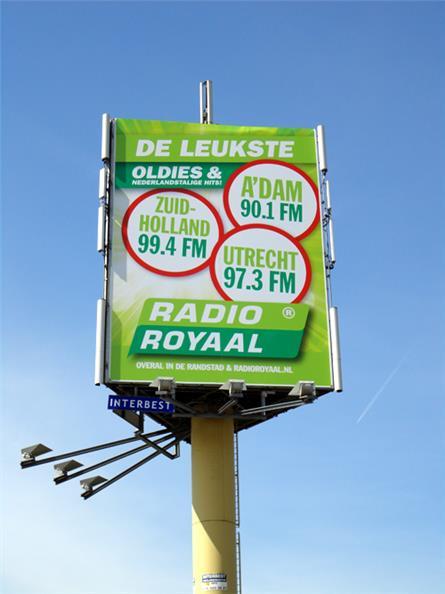 DE LEUKSTE
OLDIES &
NEDERLANDSTALIGE HITS!
A'DAM
90.1 FM
ZUID-
HOLLAND
99.4 FM
UTRECHT
97.3 FM
RADIO ®
ROYAAL
OVERAL IN DE RANDSTAD & RADIOROYAAL.NL
INTERBEST